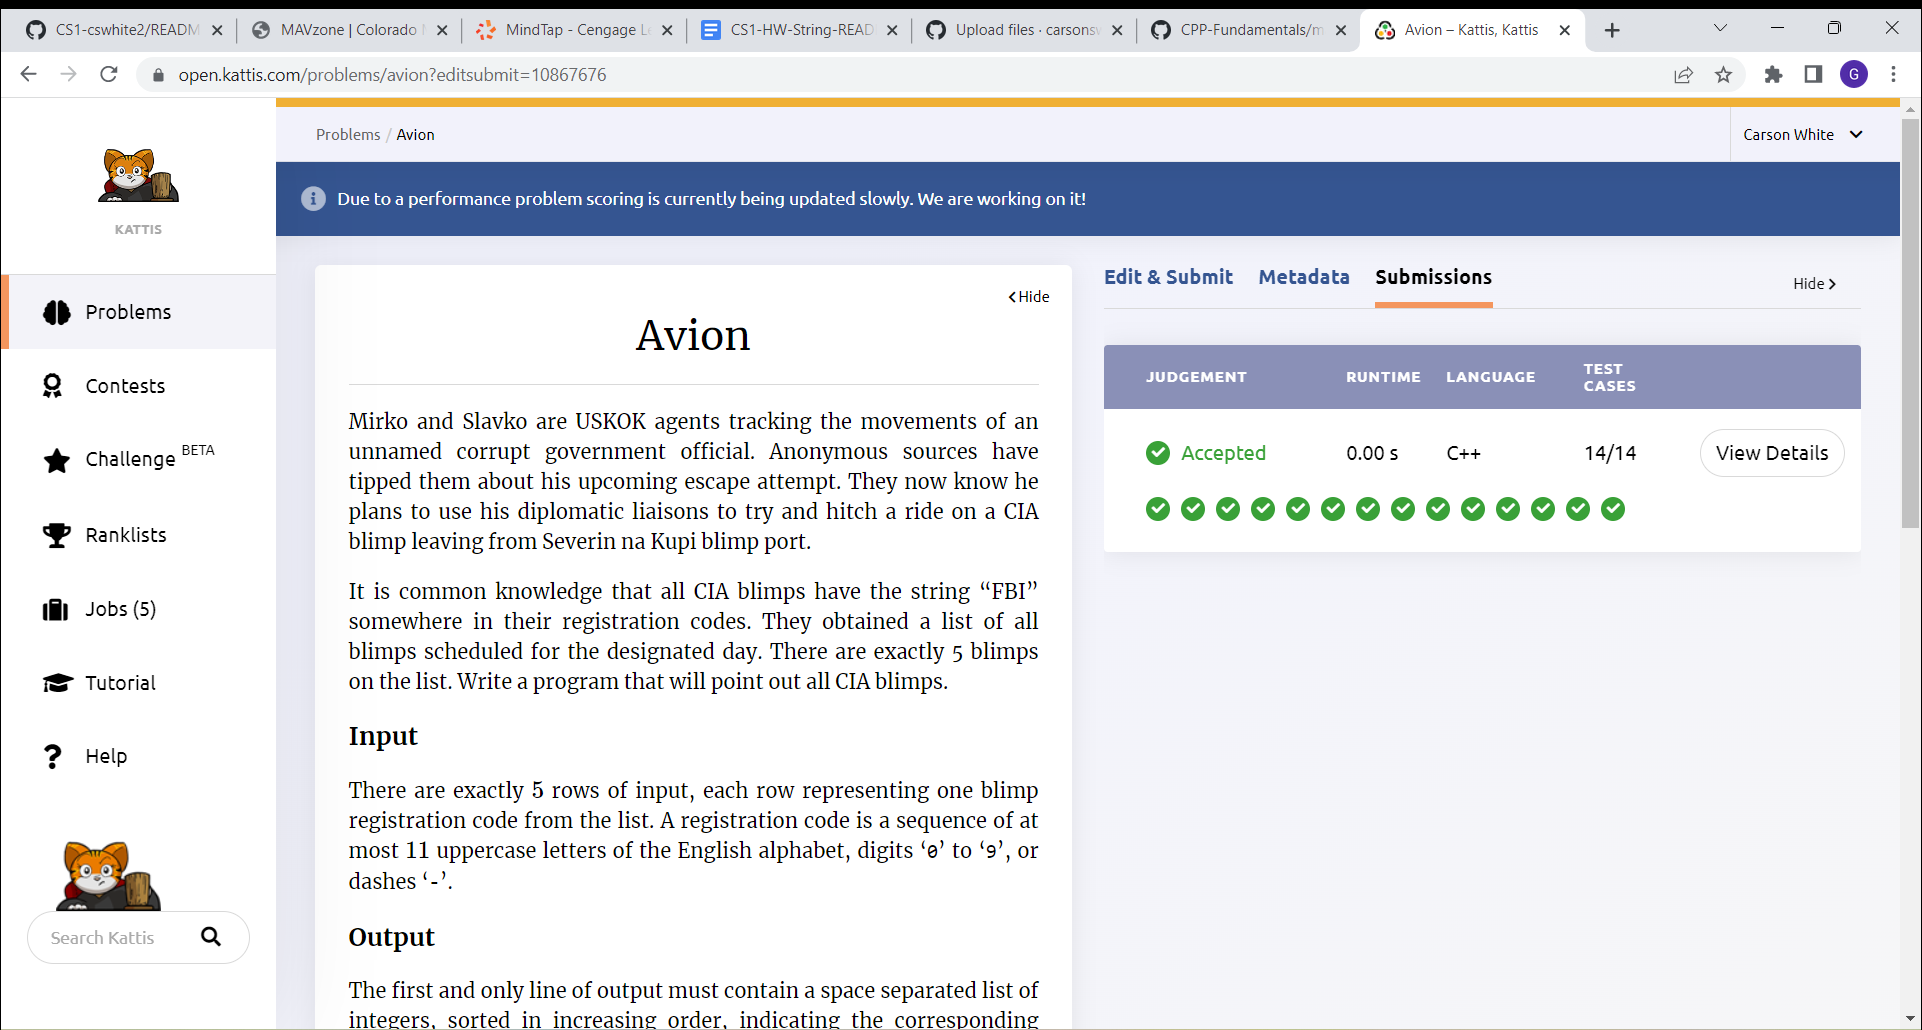 CS1-cswhite2/READM
MAVzone | Colorado
MindTap - Cengage Le
CS1-HW-String-READ
Upload files · carsonsw
CPP-Fundamentals/m
Avion – Kattis, Kattis
open.kattis.com/problems/avion?editsubmit=10867676
G
KATTIS
Problems
Contests
Challenge BETA
Ranklists
Jobs (5)
Tutorial
Help
Search Kattis
Problems / Avion
Carson White
Due to a performance problem scoring is currently being updated slowly. We are working on it!
Hide
Avion
Mirko and Slavko are USKOK agents tracking the movements of an
unnamed corrupt government official. Anonymous sources have
tipped them about his upcoming escape attempt. They now know he
plans to use his diplomatic liaisons to try and hitch a ride on a CIA
blimp leaving from Severin na Kupi blimp port.
It is common knowledge that all CIA blimps have the string “FBI”
somewhere in their registration codes. They obtained a list of all
blimps scheduled for the designated day. There are exactly 5 blimps
on the list. Write a program that will point out all CIA blimps.
Input
There are exactly 5 rows of input, each row representing one blimp
registration code from the list. A registration code is a sequence of at
most 11 uppercase letters of the English alphabet, digits ‘0’ to ‘9’, or
dashes ‘-’.
Output
The first and only line of output must contain a space separated list of
integers, sorted in increasing order, indicating the corresponding
Edit & Submit Metadata Submissions
Hide
JUDGEMENT RUNTIME LANGUAGE TEST CASES
Accepted 0.00 s C++ 14/14 View Details